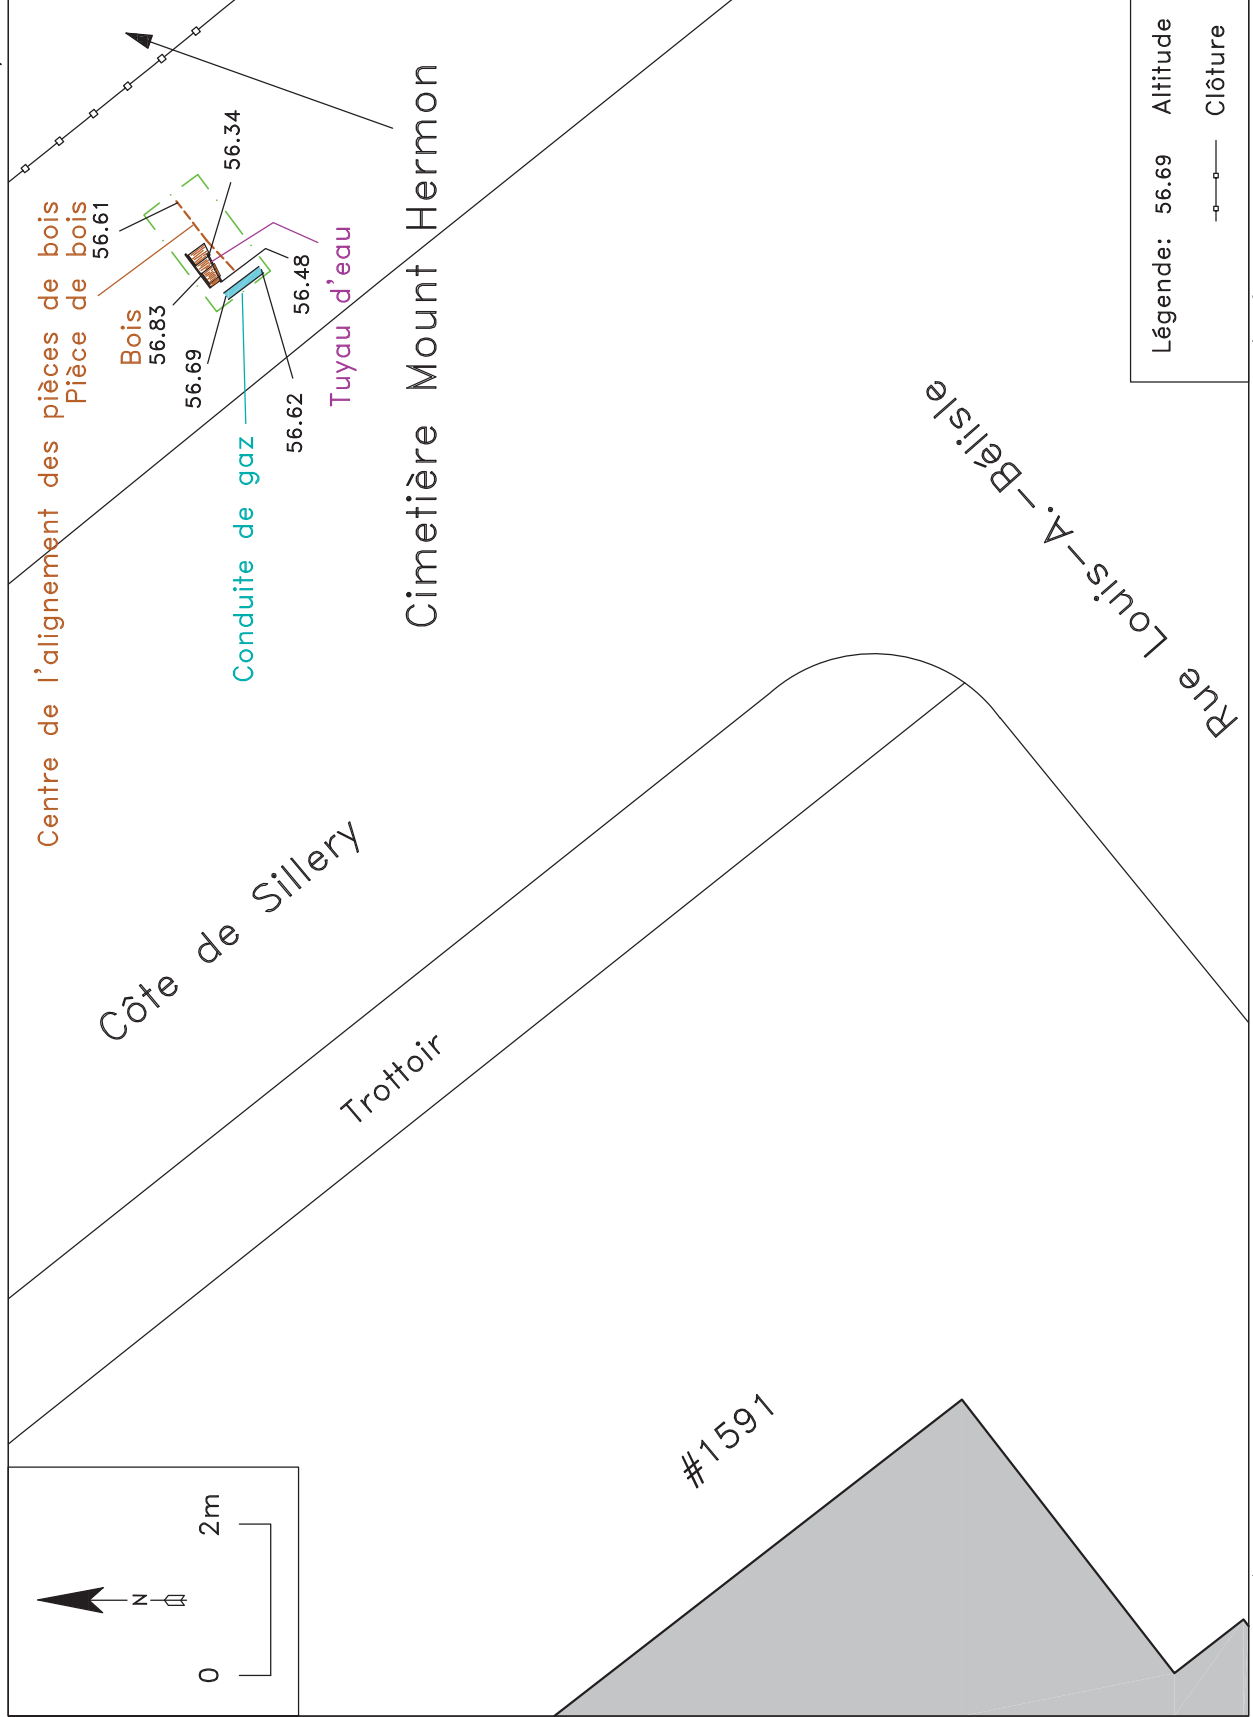 Centre de l'alignement des pièces de bois
Pièce de bois
56.61
Bois
56.83
56.69
56.34
56.48
56.62
Tuyau d'eau
Conduite de gaz
Cimetière Mount Hermon
Côte de Sillery
Trottoir
Rue Louis-A.-Bélisle
#1591
N
0 2m
Légende: 56.69 Altitude
Clôture